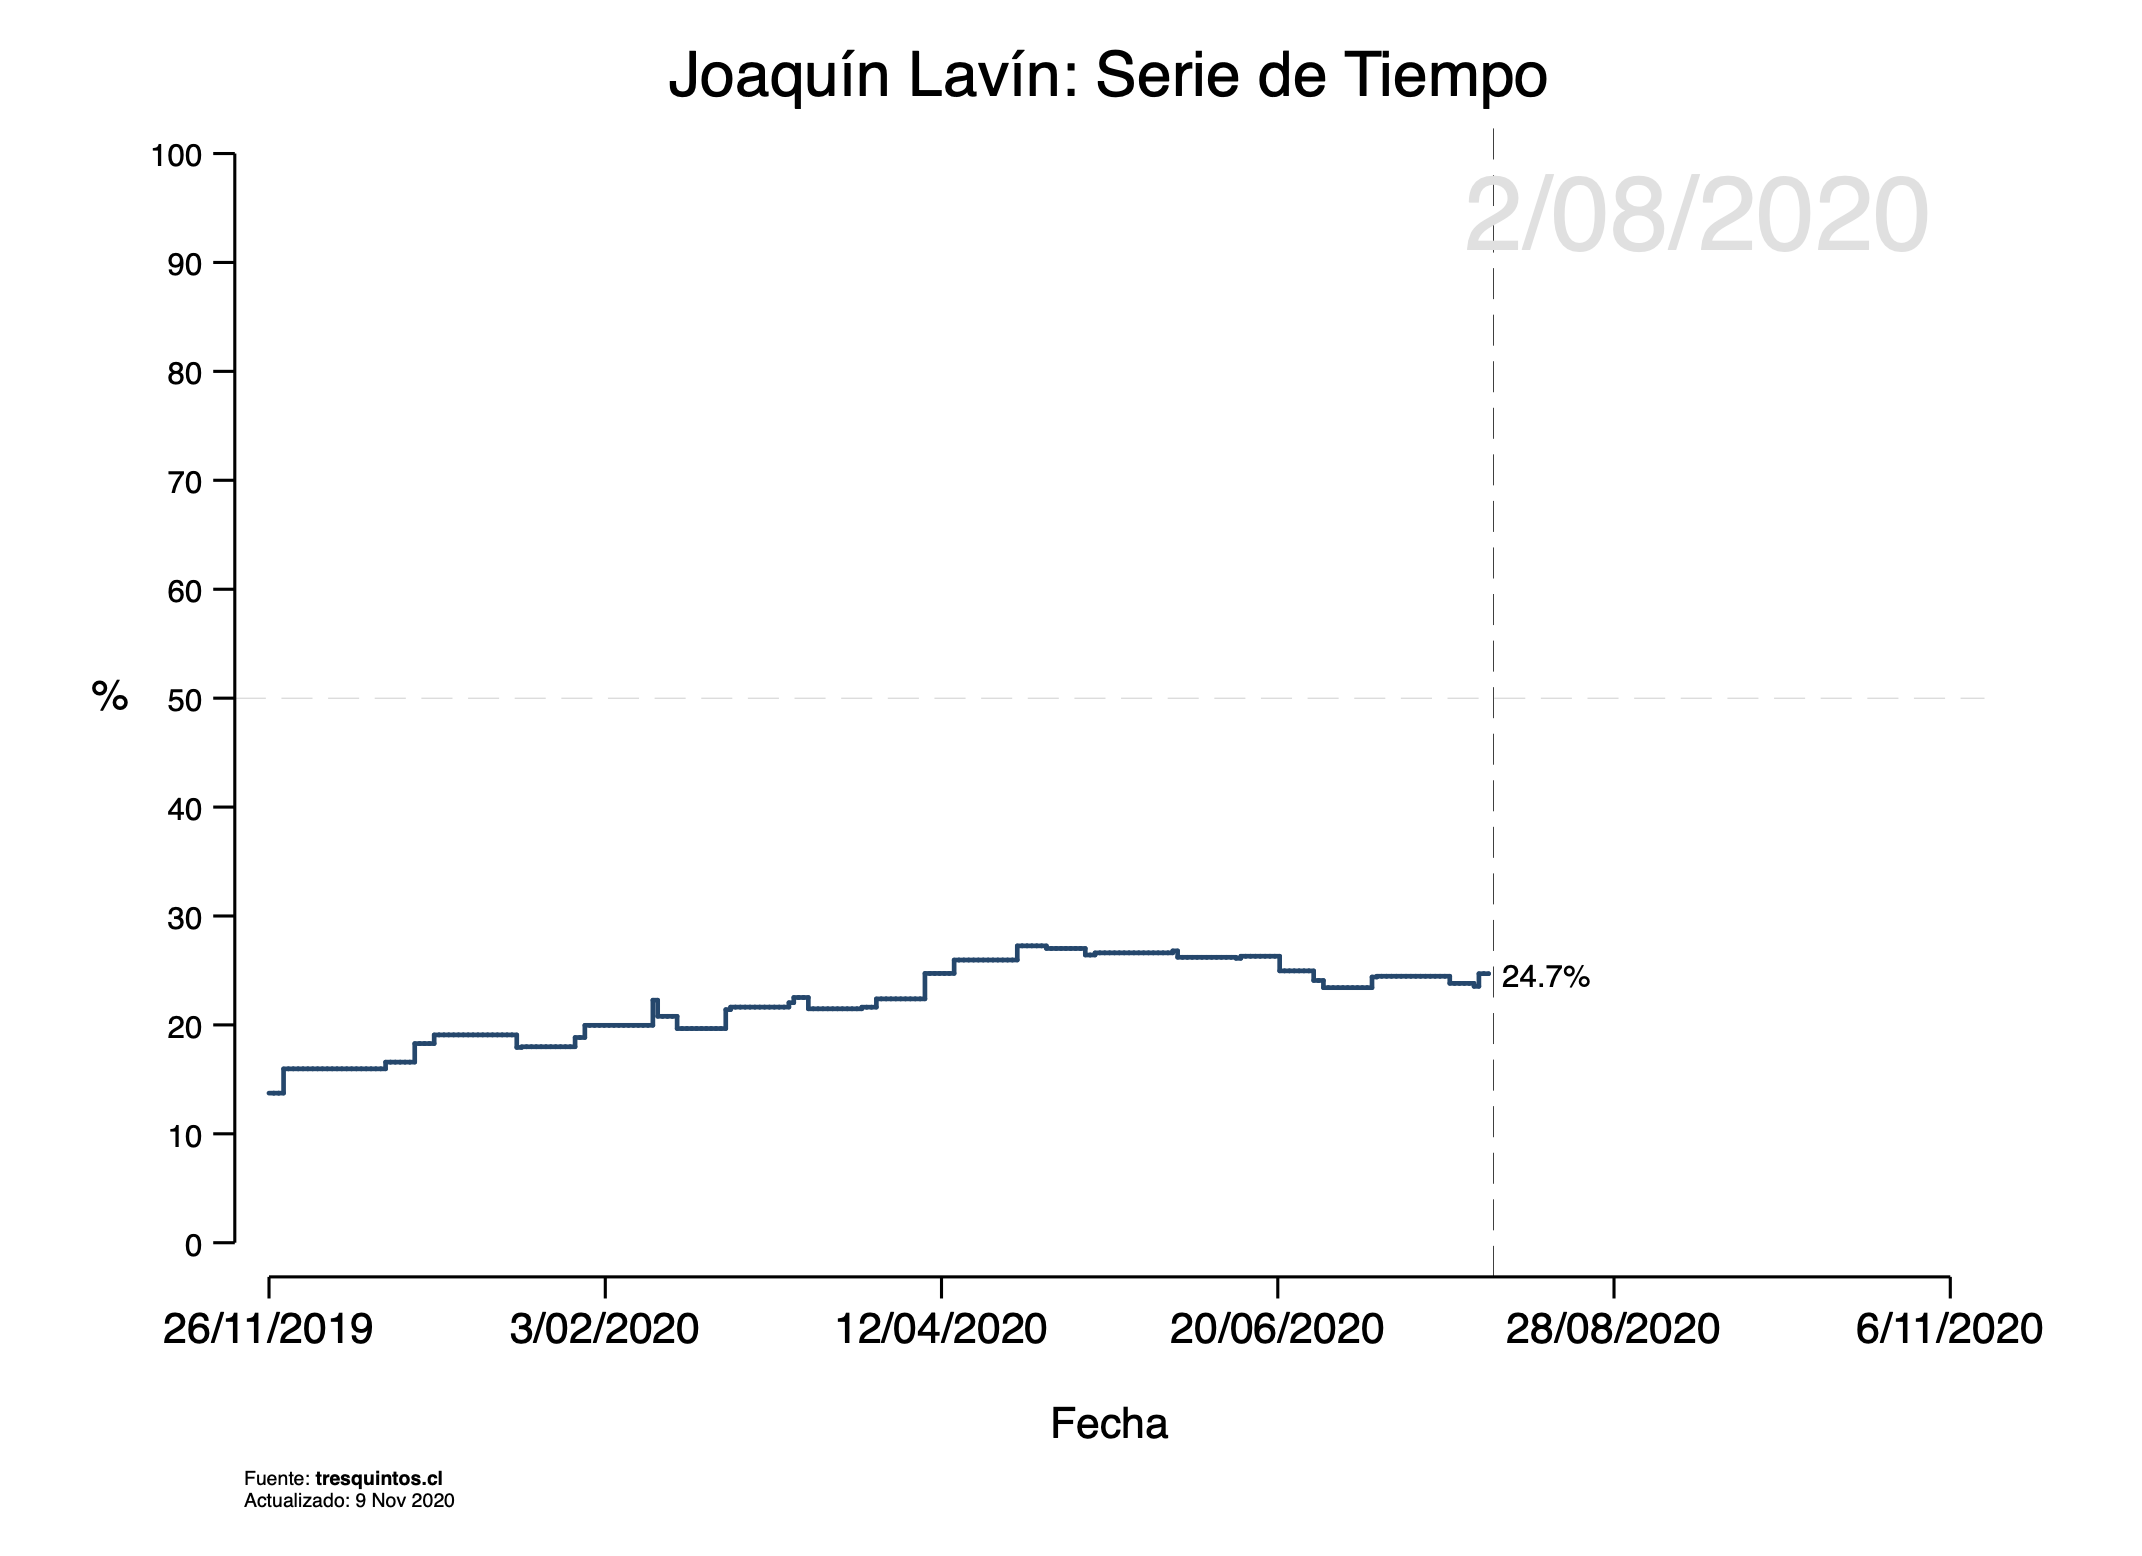 Joaquín Lavín: Serie de Tiempo
2/08/2020
100
90
80
70
60
50
40
30
20
10
0
%
24.7%
26/11/2019 3/02/2020 12/04/2020 20/06/2020 28/08/2020 6/11/2020
Fecha
Fuente: tresquintos.cl
Actualizado: 9 Nov 2020